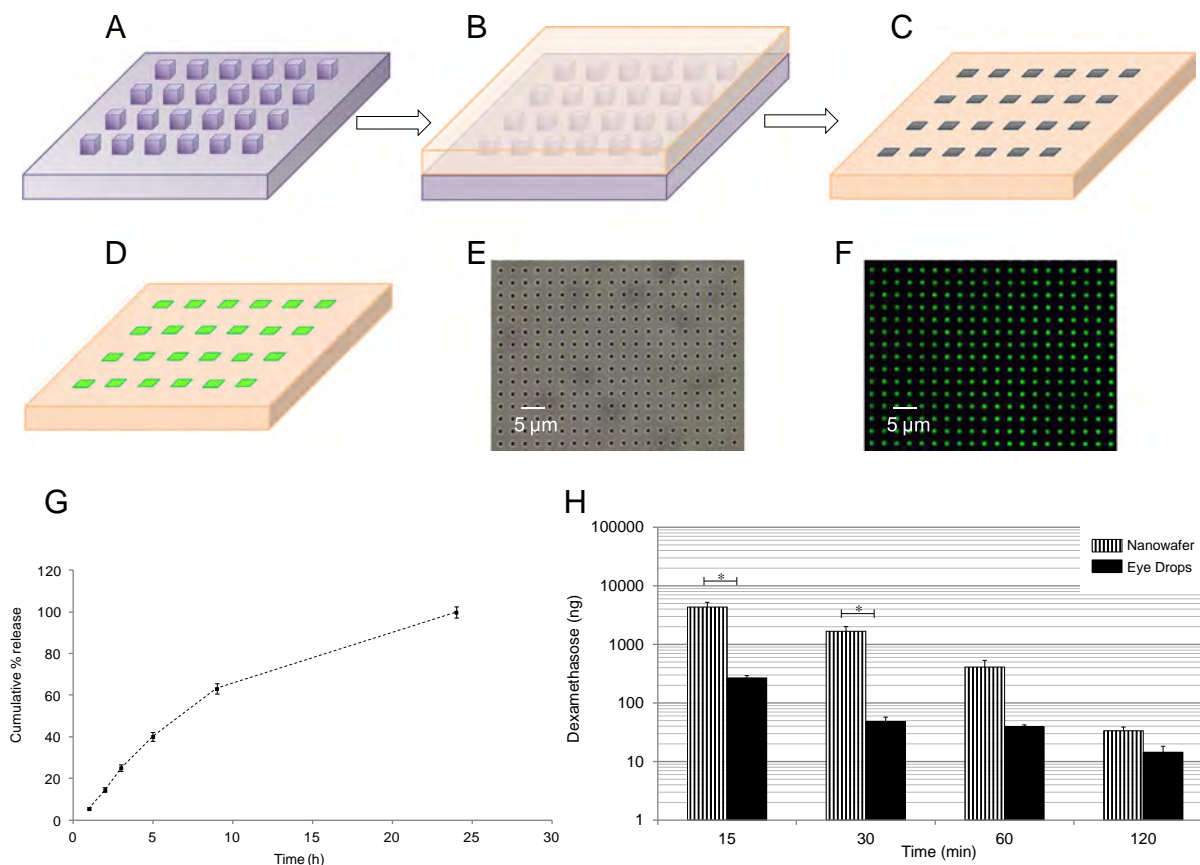 A
B
C
D
E
F
5 µm
5 µm
G
Cumulative % release
120
100
80
60
40
20
0
0 5 10 15 20 25 30
Time (h)
H
Dexamethasose (ng)
100000
10000
1000
100
10
1
*
*
Nanowafer
Eye Drops
15 30 60 120
Time (min)